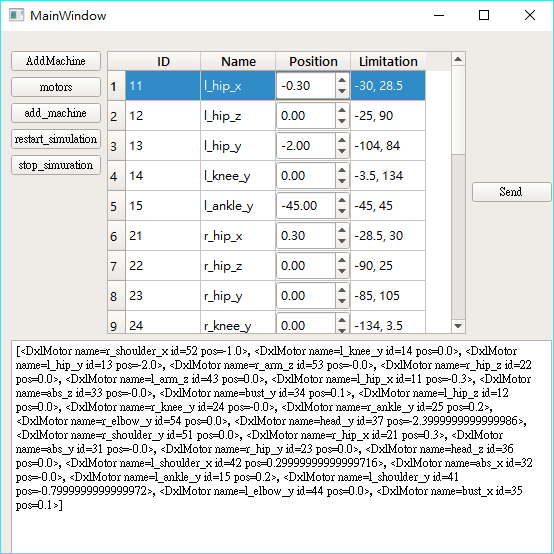 MainWindow
AddMachine
motors
add_machine
restart_simulation
stop_simuration
ID Name Position Limitation
1 11 l_hip_x -0.30 -30, 28.5
2 12 l_hip_z 0.00 -25, 90
3 13 l_hip_y -2.00 -104, 84
4 14 l_knee_y 0.00 -3.5, 134
5 15 l_ankle_y -45.00 -45, 45
6 21 r_hip_x 0.30 -28.5, 30
7 22 r_hip_z 0.00 -90, 25
8 23 r_hip_y 0.00 -85, 105
9 24 r_knee_y 0.00 -134, 3.5
Send
[<DxlMotor name=r_shoulder_x id=52 pos=-1.0>, <DxlMotor name=l_knee_y id=14 pos=0.0>, <DxlMotor
name=l_hip_y id=13 pos=-2.0>, <DxlMotor name=r_arm_z id=53 pos=-0.0>, <DxlMotor name=r_hip_z id=22
pos=0.0>, <DxlMotor name=l_arm_z id=43 pos=0.0>, <DxlMotor name=l_hip_x id=11 pos=-0.3>, <DxlMotor
name=abs_z id=33 pos=-0.0>, <DxlMotor name=bust_y id=34 pos=0.1>, <DxlMotor name=l_hip_z id=12
pos=0.0>, <DxlMotor name=r_knee_y id=24 pos=-0.0>, <DxlMotor name=r_ankle_y id=25 pos=0.2>,
<DxlMotor name=r_elbow_y id=54 pos=0.0>, <DxlMotor name=head_y id=37 pos=-2.3999999999999986>,
<DxlMotor name=r_shoulder_y id=51 pos=0.0>, <DxlMotor name=r_hip_x id=21 pos=0.3>, <DxlMotor
name=abs_y id=31 pos=-0.0>, <DxlMotor name=r_hip_y id=23 pos=0.0>, <DxlMotor name=head_z id=36
pos=0.0>, <DxlMotor name=l_shoulder_x id=42 pos=0.29999999999999716>, <DxlMotor name=abs_x id=32
pos=-0.0>, <DxlMotor name=l_ankle_y id=15 pos=0.2>, <DxlMotor name=l_shoulder_y id=41
pos=-0.7999999999999972>, <DxlMotor name=l_elbow_y id=44 pos=0.0>, <DxlMotor name=bust_x id=35
pos=0.1>]